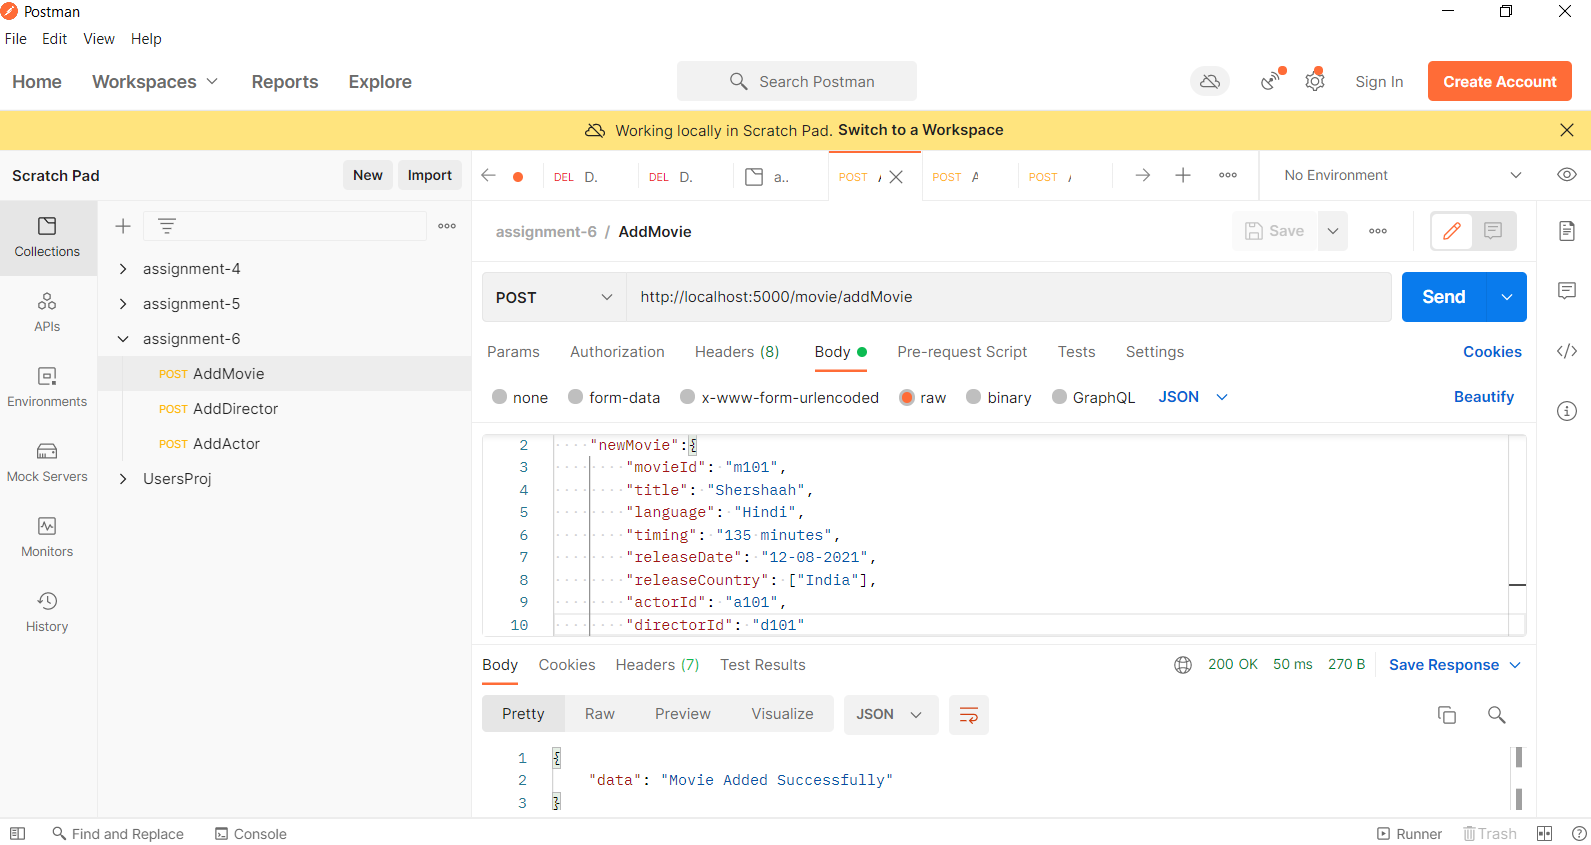 Postman
File Edit View Help
Home Workspaces Reports Explore Search Postman Sign In Create Account
Working locally in Scratch Pad. Switch to a Workspace
Scratch Pad New Import DEL D. DEL D. a.. POST POST A POST No Environment
Collections
APIs
Environments
Mock Servers
Monitors
History
assignment-4
assignment-5
assignment-6
POST AddMovie
POST AddDirector
POST AddActor
UsersProj
assignment-6 / AddMovie Save
POST http://localhost:5000/movie/addMovie Send
Params Authorization Headers (8) Body Pre-request Script Tests Settings Cookies
none form-data x-www-form-urlencoded raw binary GraphQL JSON Beautify
2 "newMovie":{
3 "movieId": "m101",
4 "title": "Shershaah",
5 "language": "Hindi",
6 "timing": "135 minutes",
7 "releaseDate": "12-08-2021",
8 "releaseCountry": ["India"],
9 "actorId": "a101",
10 "directorId": "d101"
Body Cookies Headers (7) Test Results 200 OK 50 ms 270 B Save Response
Pretty Raw Preview Visualize JSON
1 {
2 "data": "Movie Added Successfully"
3 }
Find and Replace Console Runner Trash